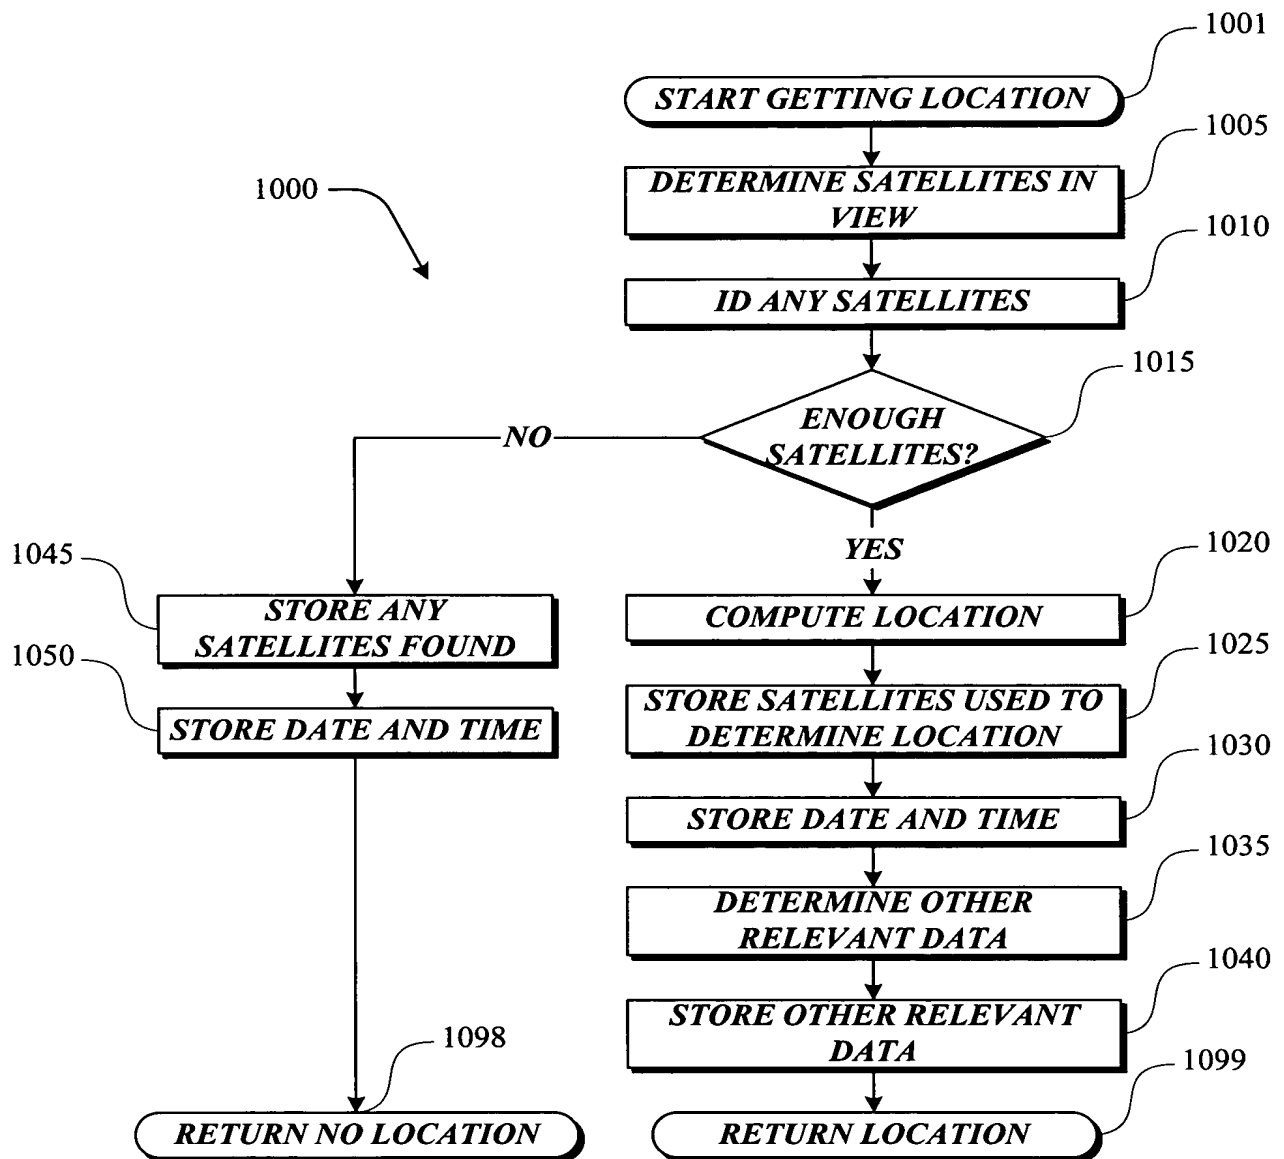 1001
START GETTING LOCATION
1005
DETERMINE SATELLITES IN
VIEW
1000
1010
ID ANY SATELLITES
1015
ENOUGH
SATELLITES?
NO
YES
1045
STORE ANY
SATELLITES FOUND
1050
STORE DATE AND TIME
1020
COMPUTE LOCATION
1025
STORE SATELLITES USED TO
DETERMINE LOCATION
1030
STORE DATE AND TIME
1035
DETERMINE OTHER
RELEVANT DATA
1040
STORE OTHER RELEVANT
DATA
1098
RETURN NO LOCATION
1099
RETURN LOCATION